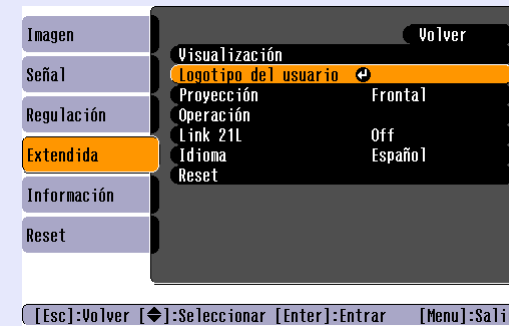 Imagen
Señal
Regulación
Extendida
Información
Reset
Volver
Visualización
Logotipo del usuario
Proyección Frontal
Operación
Link 21L Off
Idioma Español
Reset
[Esc]:Volver []:Seleccionar [Enter]:Entrar [Menu]:Sali